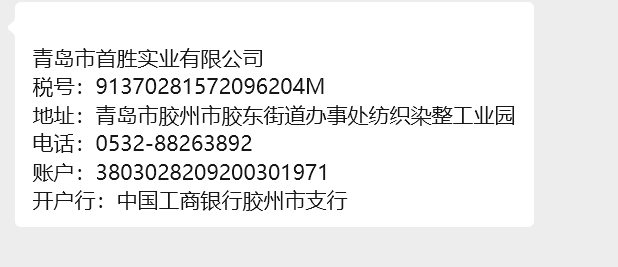 青岛市首胜实业有限公司
税号：91370281572096204M
地址：青岛市胶州市胶东街道办事处纺织染整工业园
电话：0532-88263892
账户：3803028209200301971
开户行：中国工商银行胶州市支行